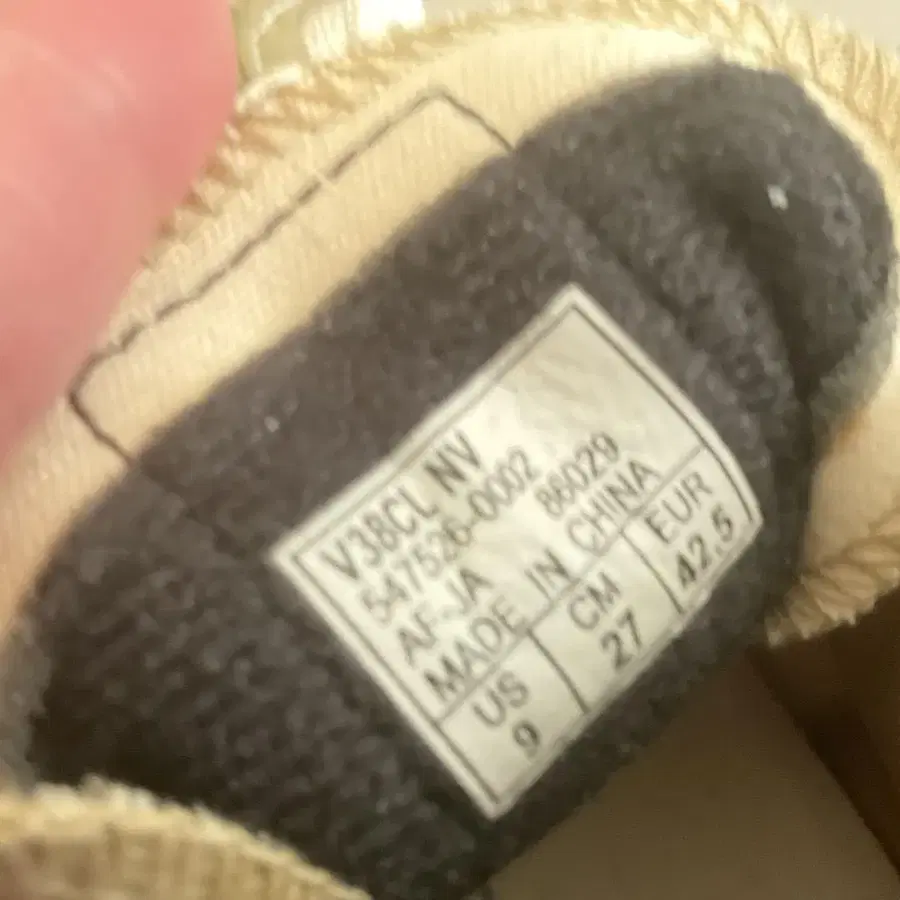 V38CL NV
547526-0002
AF-JA 88029
MADE IN CHINA
US CM EUR
9 27 42.5